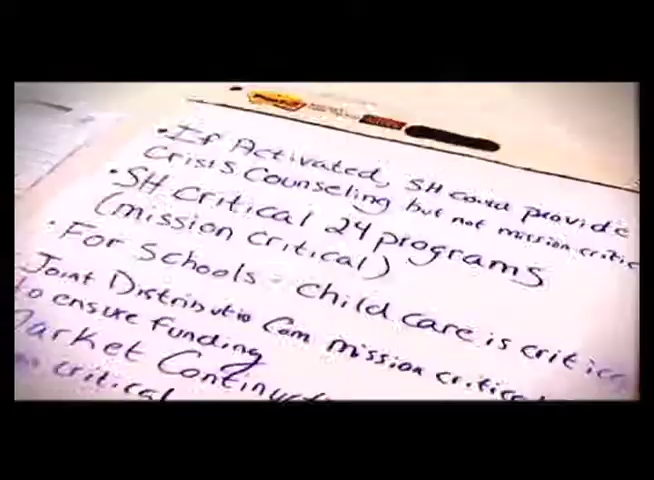 • If Activated, SH could provide
Crisis Counseling but not mission critic
• SH critical 24 programs
(mission critical)
• For Schools - Child care is critica
Joint Distributio Com mission critical
to ensure funding
Market Continu
critical